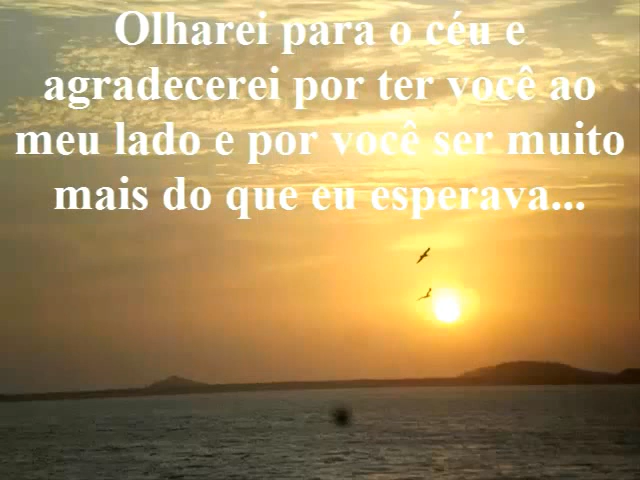 Olharei para o céu e
agradecerei por ter você ao
meu lado e por você ser muito
mais do que eu esperava...